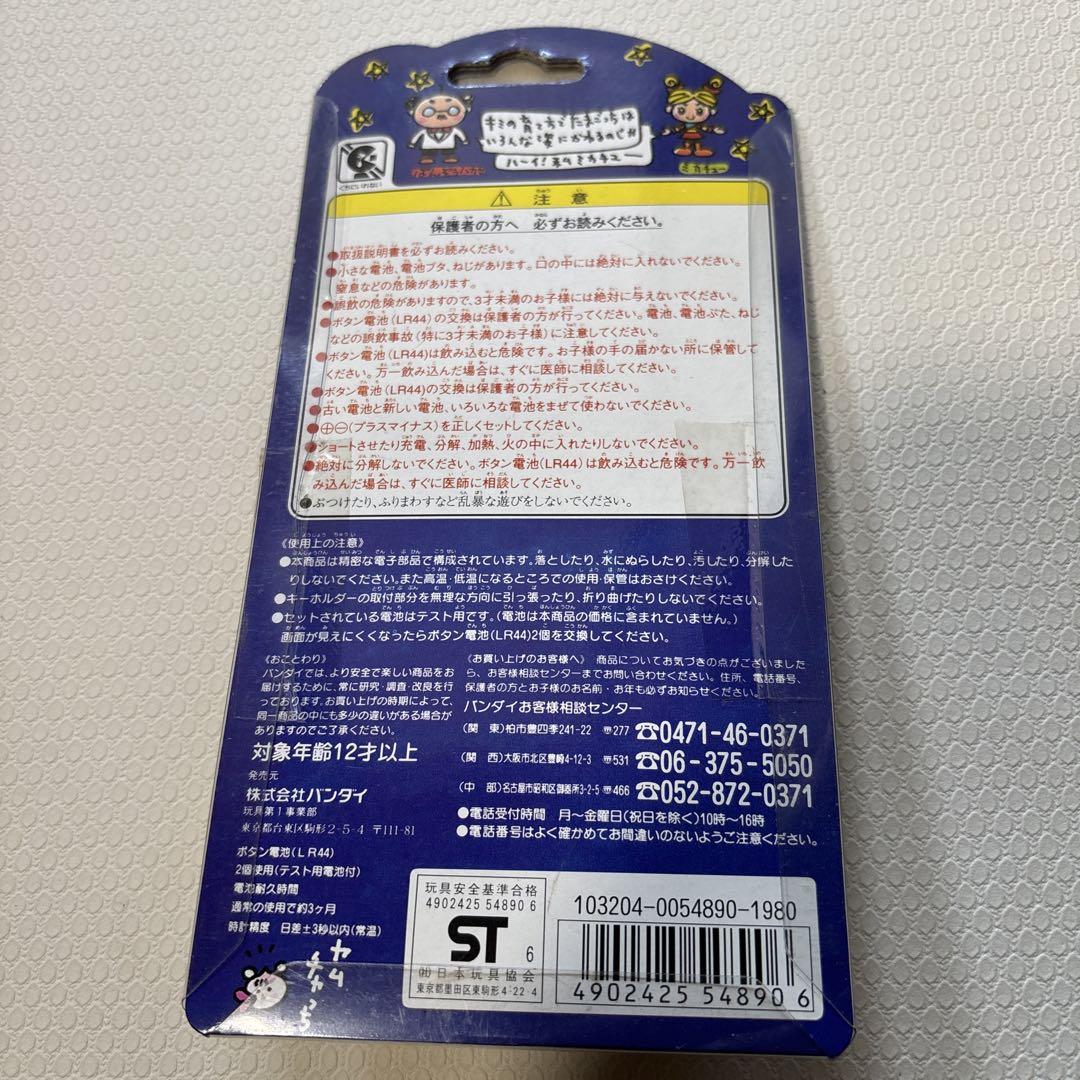 キミの育て方でたまごっちは
いろんな姿にかわるのじゃ
ハーイ!私ミカチュー
ミカチュー
くちにいれない
注意
保護者の方へ 必ずお読みください。
●取扱説明書を必ずお読みください。
●小さな電池、電池ブタ、ねじがあります。口の中には絶対に入れないでください。
窒息などの危険があります。
●誤飲の危険がありますので、3才未満のお子様には絶対に与えないでください。
●ボタン電池(LR44)の交換は保護者の方が行ってください。電池、電池ぶた、ねじ
などの誤飲事故(特に3才未満のお子様)に注意してください。
●ボタン電池(LR44)は飲み込むと危険です。お子様の手の届かない所に保管して
ください。万一飲み込んだ場合は、すぐに医師に相談してください。
●ボタン電池(LR44)の交換は保護者の方が行ってください。
●古い電池と新しい電池、いろいろな電池をまぜて使わないでください。
●⊕⊖(プラスマイナス)を正しくセットしてください。
●ショートさせたり充電、分解、加熱、火の中に入れたりしないでください。
●絶対に分解しないでください。ボタン電池(LR44)は飲み込むと危険です。万一飲
み込んだ場合は、すぐに医師に相談してください。
●ぶつけたり、ふりまわすなど乱暴な遊びをしないでください。
《使用上の注意》
●本商品は精密な電子部品で構成されています。落としたり、水にぬらしたり、汚したり、分解した
りしないでください。また高温・低温になるところでの使用・保管はおさけください。
●キーホルダーの取付部分を無理な方向に引っ張ったり、折り曲げたりしないでください。
●セットされている電池はテスト用です。(電池は本商品の価格に含まれていません。)
画面が見えにくくなったらボタン電池(LR44)2個を交換してください。
《おことわり》
バンダイでは、より安全で楽しい商品をお
届けするために、常に研究・調査・改良を行
っております。お買い上げの時期によって、
同一商品の中にも多少の違いがある場合が
ありますのでご了承ください。
対象年齢12才以上
発売元
株式会社バンダイ
玩具第1事業部
東京都台東区駒形2-5-4 〒111-81
ボタン電池(LR44)
2個使用(テスト用電池付)
電池耐久時間
通常の使用で約3ヶ月
時計精度 日差±3秒以内(常温)
《お買い上げのお客様へ》 商品についてお気づきの点がございました
ら、お客様相談センターまでお問い合わせください。住所、電話番号、
保護者の方とお子様のお名前・お年も必ずお知らせください。
バンダイお客様相談センター
(関 東)柏市豊四季241-22 〒277 ☎0471-46-0371
(関 西)大阪市北区豊崎4-12-3 〒531 ☎06-375-5050
(中 部)名古屋市昭和区御器所3-2-5 〒466 ☎052-872-0371
●電話受付時間 月～金曜日(祝日を除く)10時～16時
●電話番号はよく確かめてお間違いのないようご注意ください。
玩具安全基準合格
4902425 54890 6
ST 6
(社)日本玩具協会
東京都墨田区東駒形4-22-4
103204-0054890-1980
4902425 548906